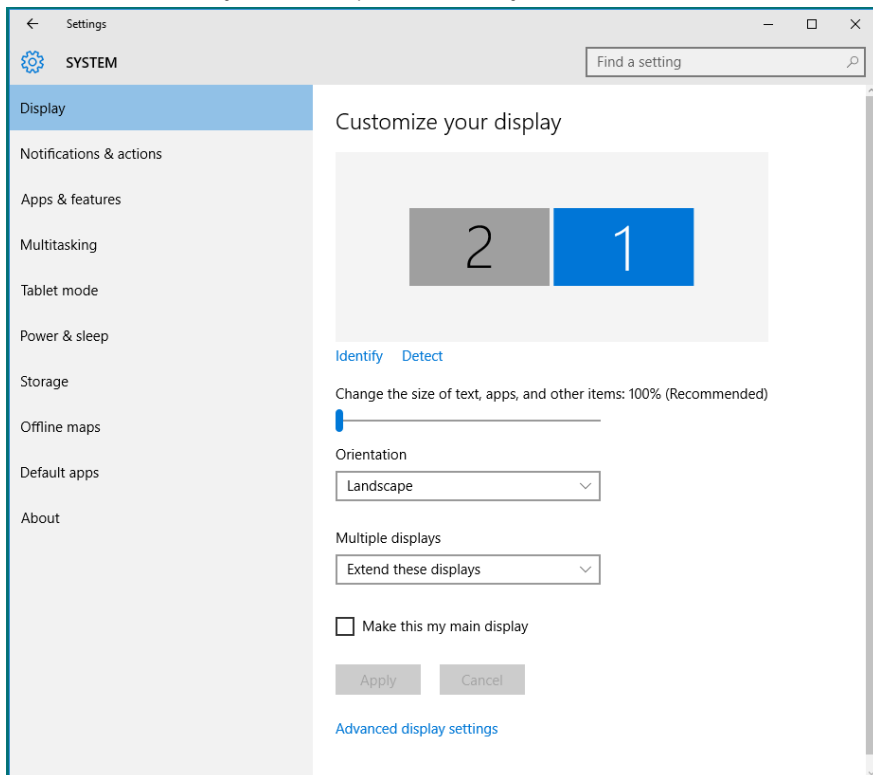 Settings
SYSTEM
Find a setting
Display
Notifications & actions
Apps & features
Multitasking
Tablet mode
Power & sleep
Storage
Offline maps
Default apps
About
Customize your display
2 1
Identify Detect
Change the size of text, apps, and other items: 100% (Recommended)
Orientation
Landscape
Multiple displays
Extend these displays
Make this my main display
Apply Cancel
Advanced display settings